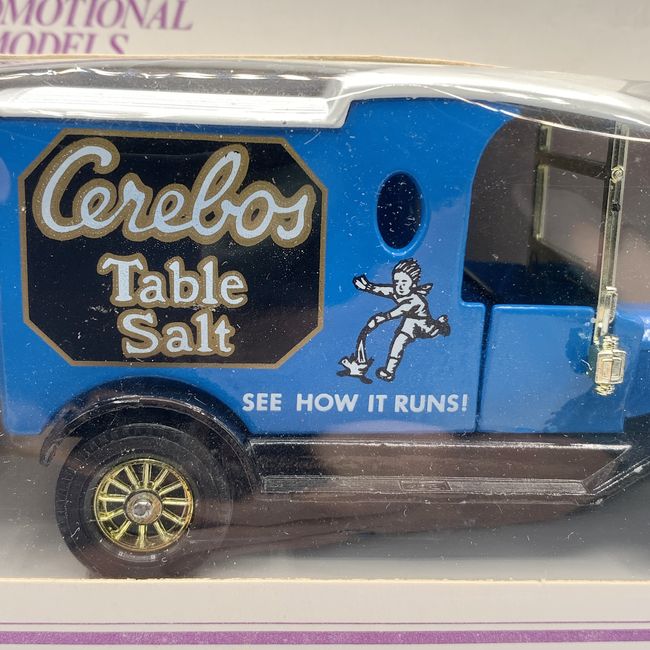 OMOTIONAL
MODELS
Cerebos
Table
Salt
SEE HOW IT RUNS!